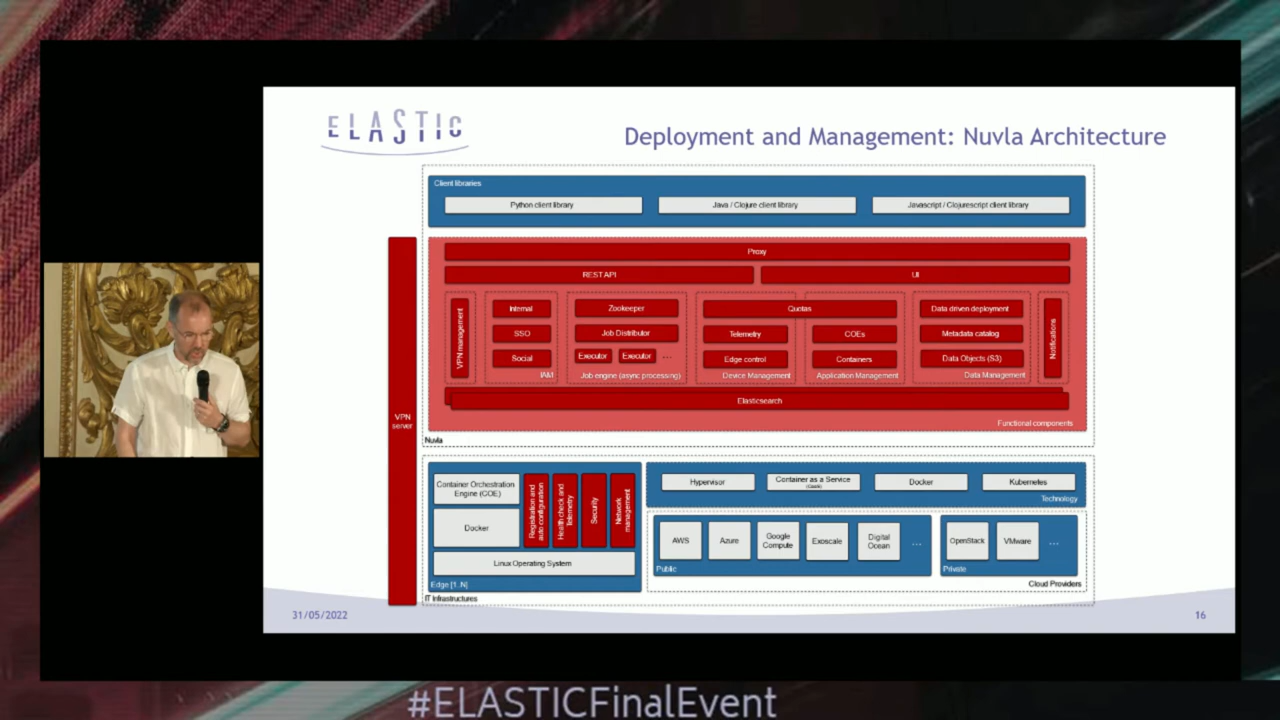 ELASTIC
Deployment and Management: Nuvla Architecture
Client libraries
Python client library
Java / Clojure client library
Javascript / Clojurescript client library
Proxy
REST API
UI
VPN management
Internal
SSO
Social
IAM
Zookeeper
Job Distributor
Executor
Executor
...
Job engine (async processing)
Quotas
Telemetry
Edge control
Device Management
COEs
Containers
Application Management
Data driven deployment
Metadata catalog
Data Objects (S3)
Data Management
Notifications
Elasticsearch
Functional components
Nuvla
VPN
server
Container Orchestration
Engine (COE)
Docker
Registration and
auto configuration
Health check and
Telemetry
Security
Network
management
Linux Operating System
Edge [1..N]
IT Infrastructures
Hypervisor
Container as a Service
(CaaS)
Docker
Kubernetes
Technology
AWS
Azure
Google
Compute
Exoscale
Digital
Ocean
...
Public
OpenStack
VMware
...
Private
Cloud Providers
31/05/2022
16
#ELASTICFinalEvent